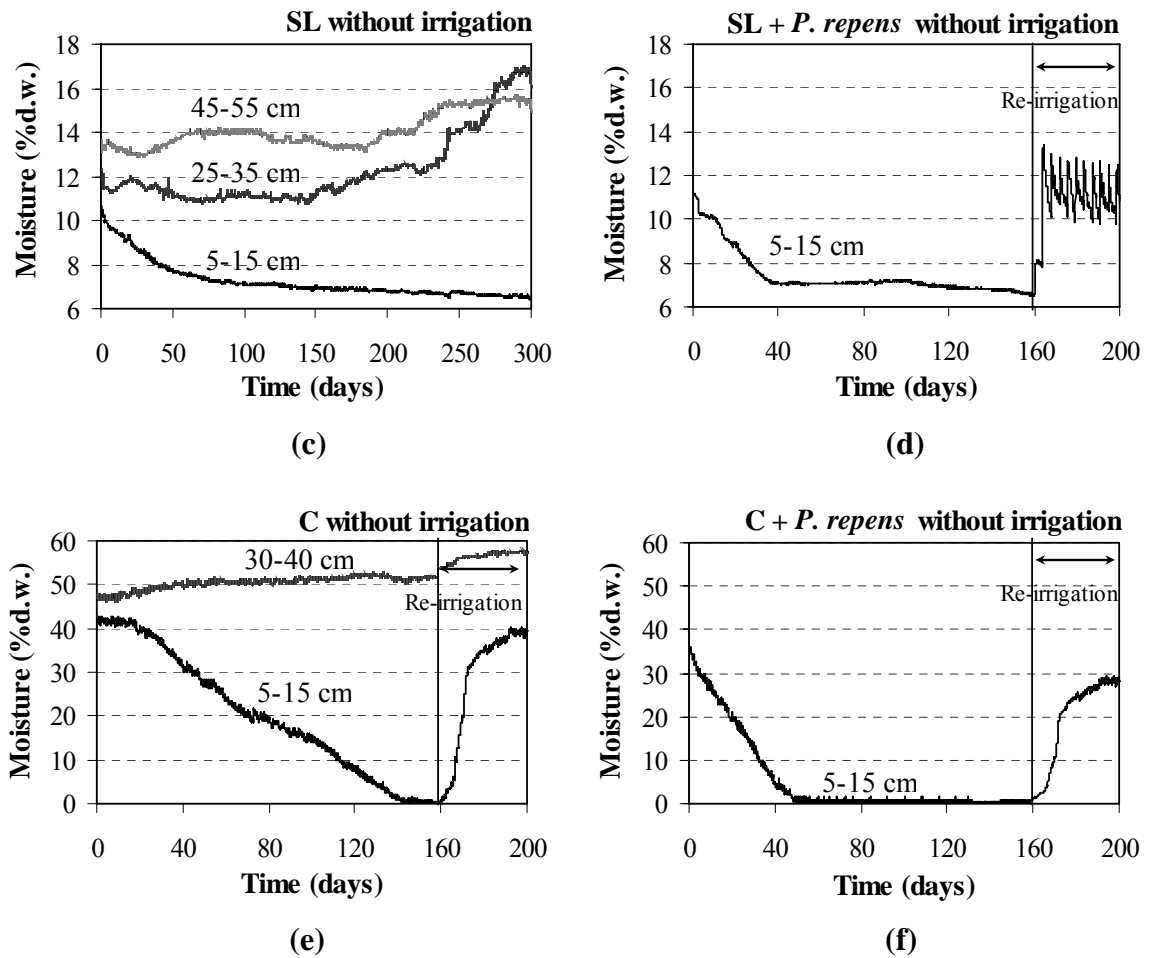 SL without irrigation
18
16
14
12
10
8
6
Moisture (%d.w.)
45-55 cm
25-35 cm
5-15 cm
0 50 100 150 200 250 300
Time (days)
(c)
SL + P. repens without irrigation
18
16
14
12
10
8
6
Moisture (%d.w.)
Re-irrigation
5-15 cm
0 40 80 120 160 200
Time (days)
(d)
C without irrigation
60
50
40
30
20
10
0
Moisture (%d.w.)
30-40 cm
Re-irrigation
5-15 cm
0 40 80 120 160 200
Time (days)
(e)
C + P. repens without irrigation
60
50
40
30
20
10
0
Moisture (%d.w.)
Re-irrigation
5-15 cm
0 40 80 120 160 200
Time (days)
(f)